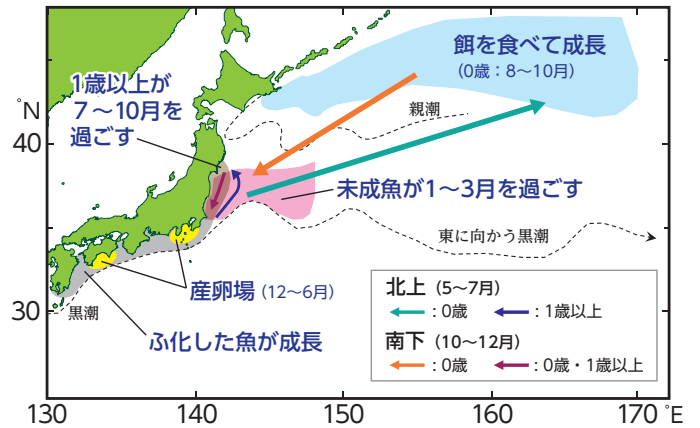 餌を食べて成長
(0歳：8～10月)
1歳以上が
7～10月を
過ごす
°N
親潮
40
未成魚が1～3月を過ごす
東に向かう黒潮
産卵場 (12～6月)
30
黒潮
ふ化した魚が成長
北上 (5～7月)
：0歳
：1歳以上
南下 (10～12月)
：0歳
：0歳・1歳以上
130
140
150
160
170 °E